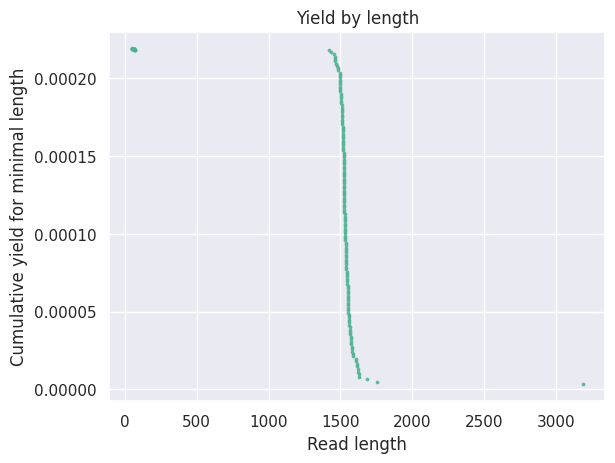 Yield by length
Cumulative yield for minimal length
0.00020
0.00015
0.00010
0.00005
0.00000
0 500 1000 1500 2000 2500 3000
Read length